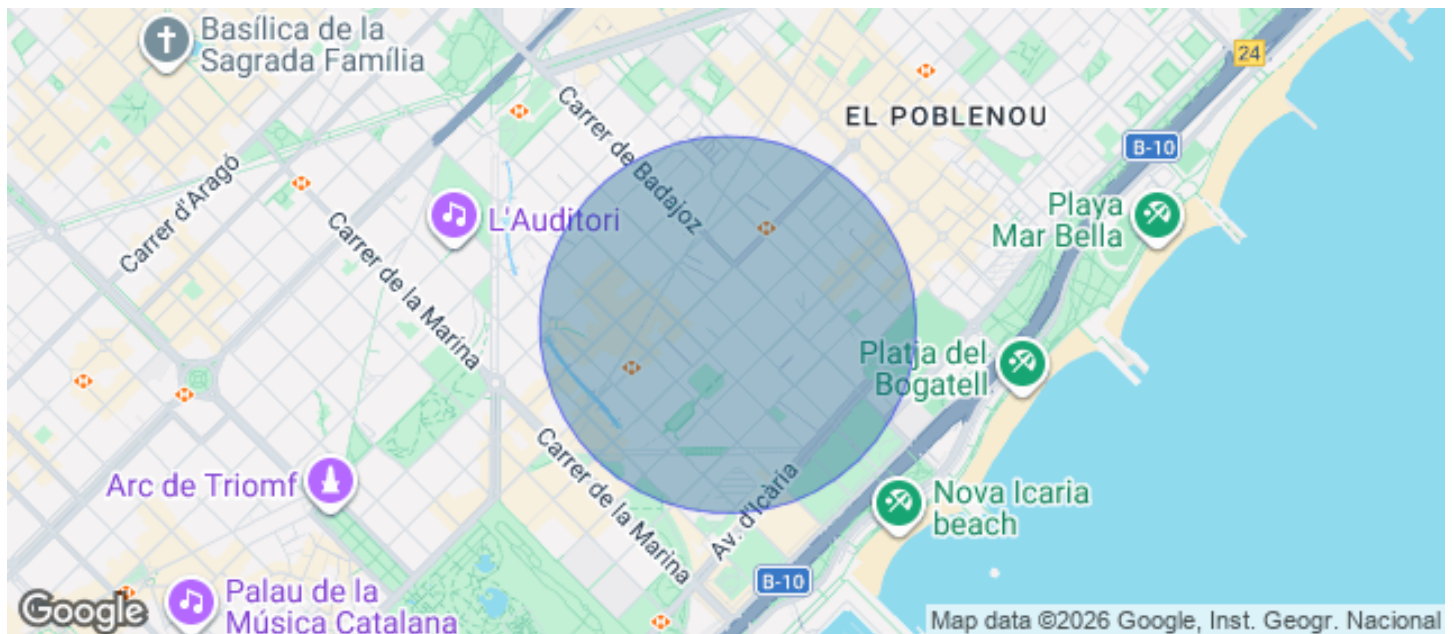 Basílica de la
Sagrada Família
24
Carrer de Badajoz
EL POBLENOU
B-10
Carrer d'Aragó
L'Auditori
Playa
Mar Bella
Carrer de la Marina
Platja del
Bogatell
Arc de Triomf
Carrer de la Marina
Av. d'Icària
Nova Icaria
beach
B-10
Palau de la
Música Catalana
Google
Map data ©2026 Google, Inst. Geogr. Nacional